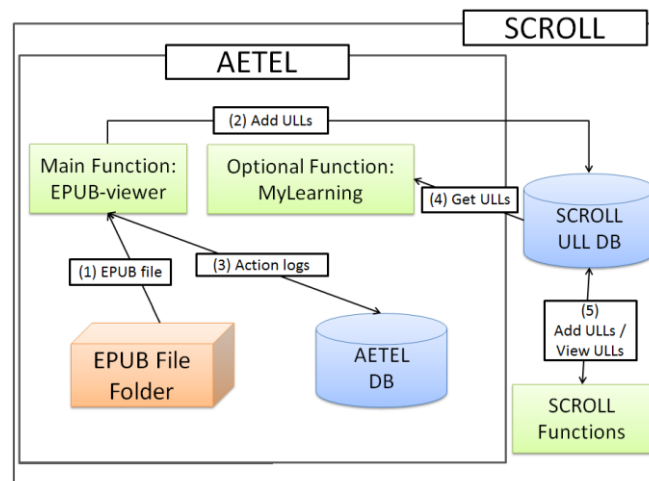 SCROLL
AETEL
(2) Add ULLs
Main Function:
EPUB-viewer
Optional Function:
MyLearning
(4) Get ULLs
SCROLL
ULL DB
(1) EPUB file
(3) Action logs
(5)
Add ULLs /
View ULLs
EPUB File
Folder
AETEL
DB
SCROLL
Functions